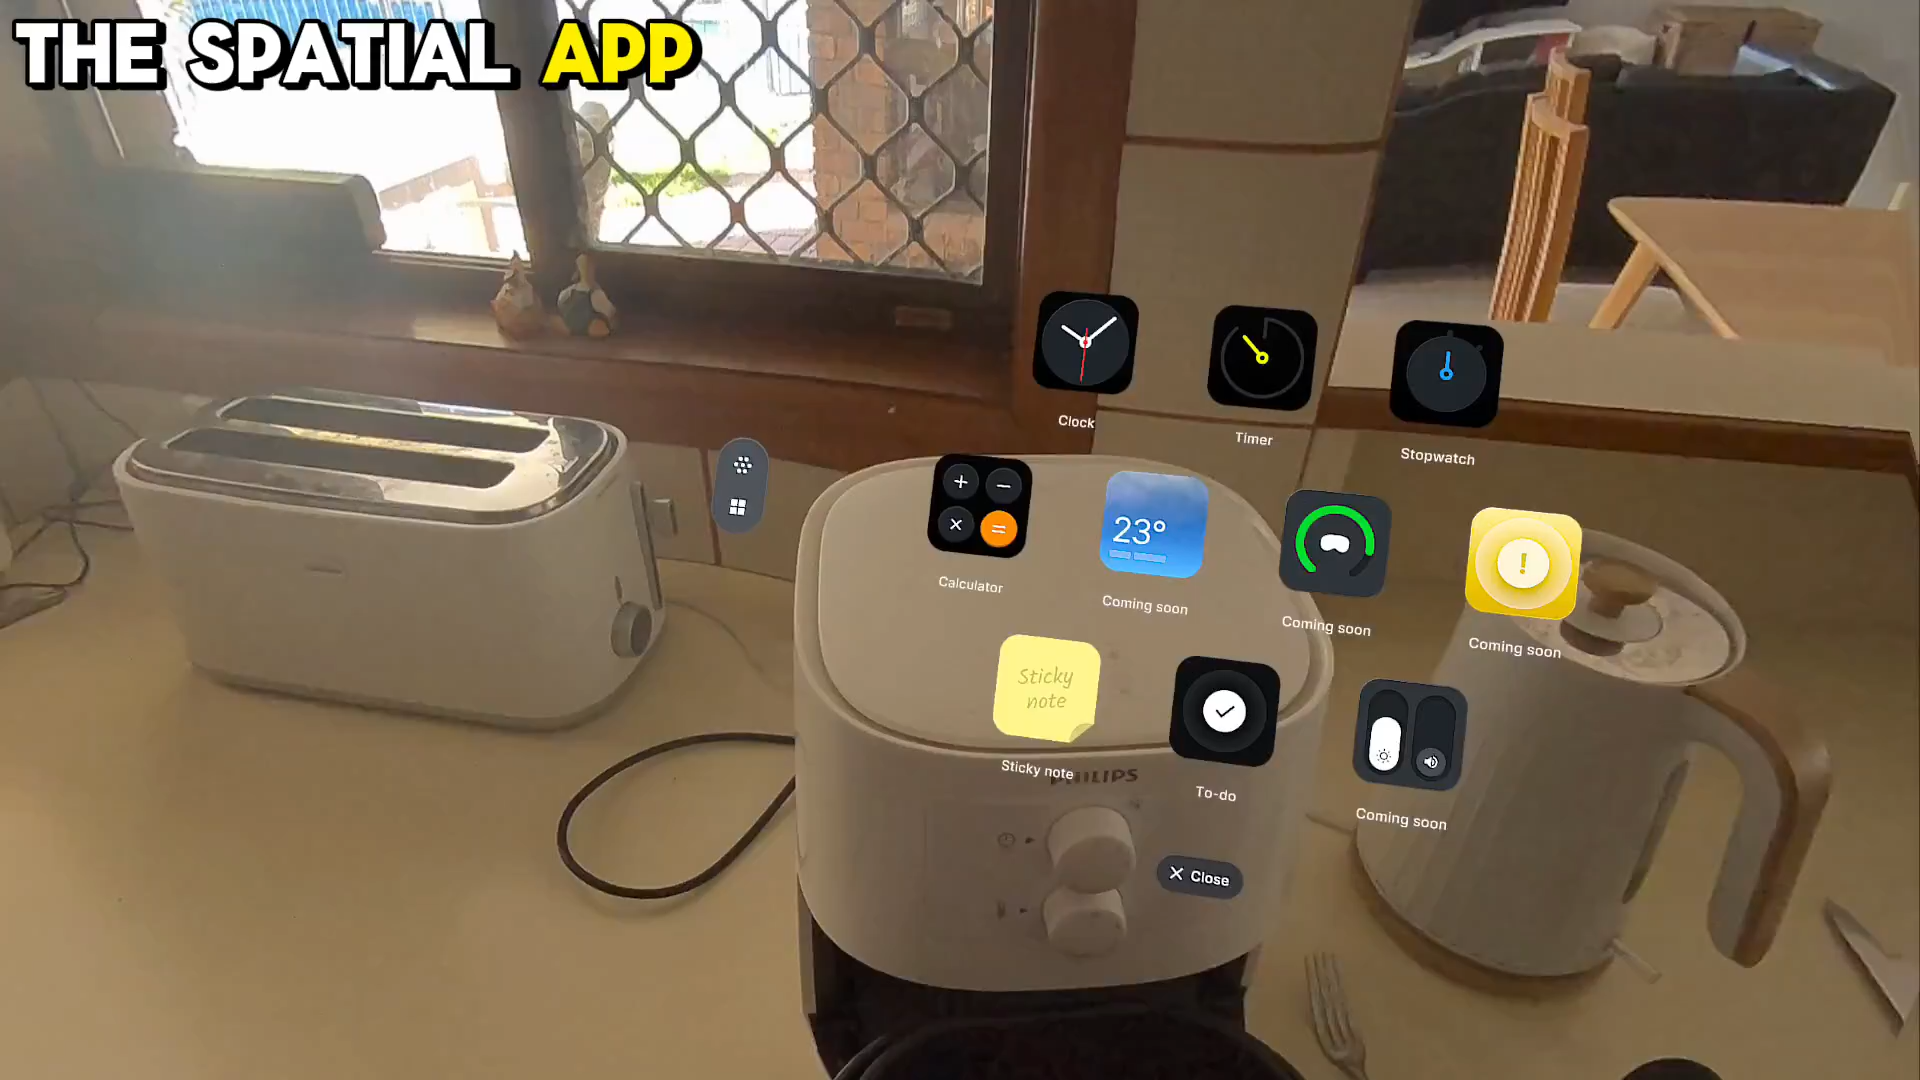 THE SPATIAL APP
Clock
Timer
Stopwatch
+ −
× =
Calculator
23°
Coming soon
Coming soon
!
Coming soon
Sticky
note
Sticky note
To-do
Coming soon
PHILIPS
× Close